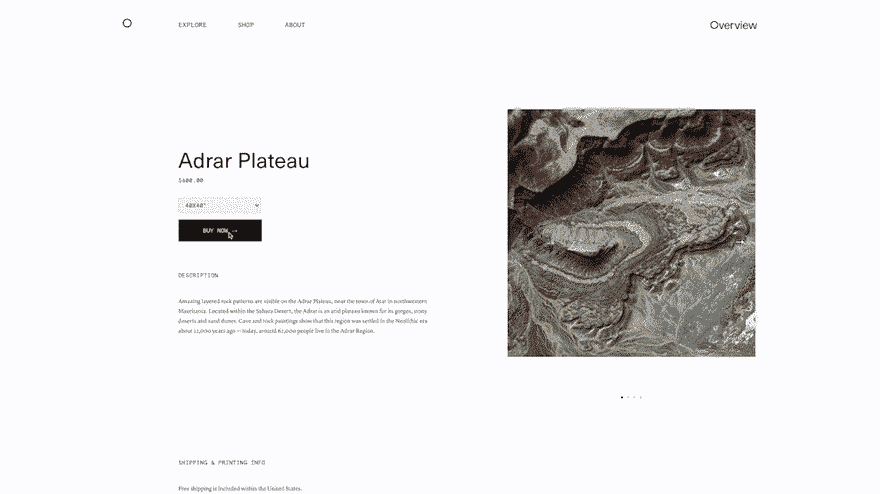 EXPLORE SHOP ABOUT
Overview
Adrar Plateau
$600.00
40X40"
BUY NOW →
DESCRIPTION
Amazing layered rock patterns are visible on the Adrar Plateau, near the town of Atar in northwestern
Mauritania. Located within the Sahara Desert, the Adrar is an arid plateau known for its gorges, stony
deserts and sand dunes. Cave and rock paintings show that this region was settled in the Neolithic era
about 12,000 years ago — today, around 62,000 people live in the Adrar Region.
SHIPPING & PRINTING INFO
Free shipping is included within the United States.